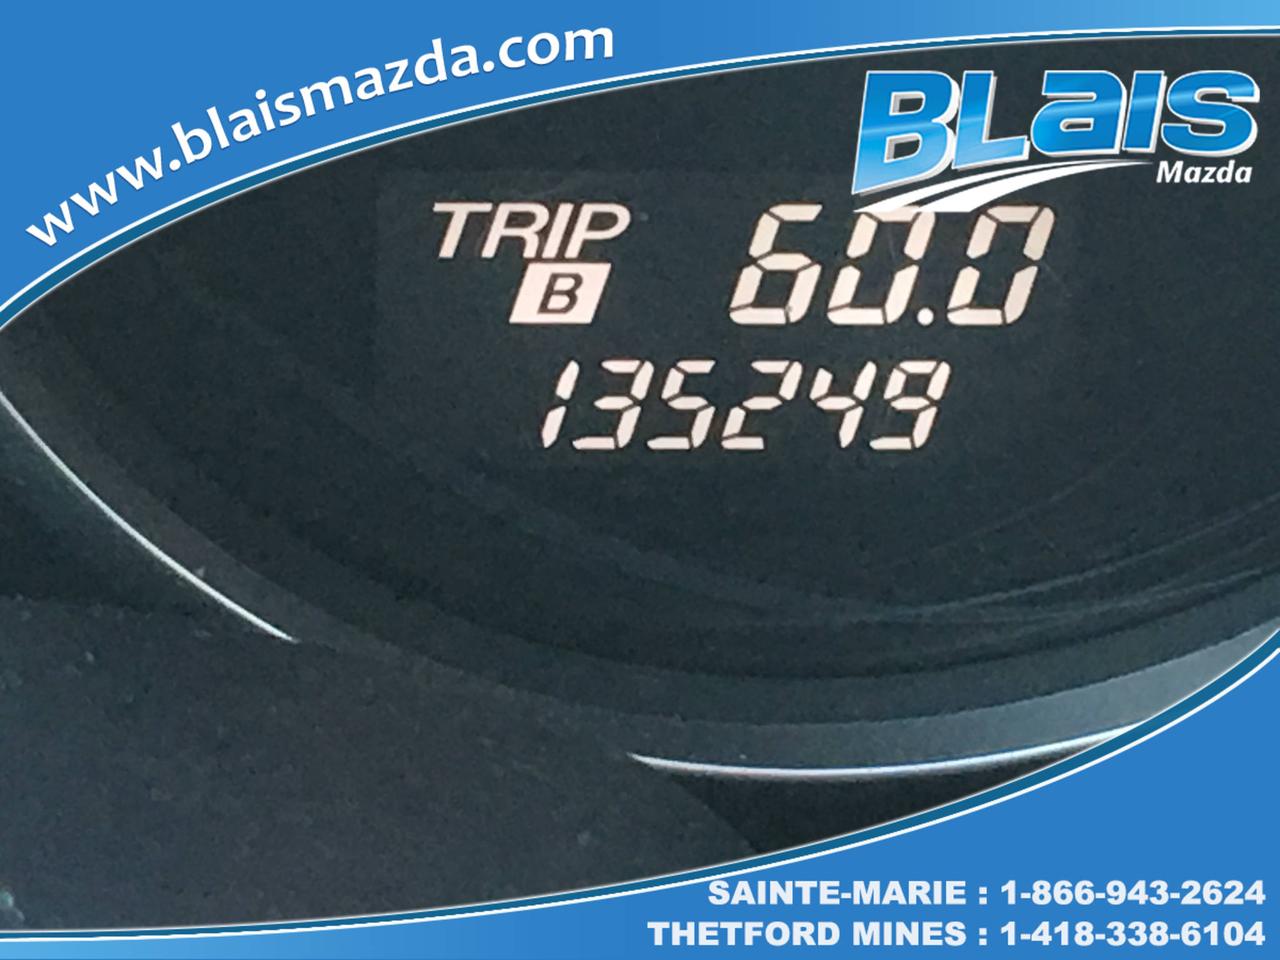 www.blaismazda.com
BLaIS
Mazda
TRIP 60.0
B
135249
SAINTE-MARIE : 1-866-943-2624
THETFORD MINES : 1-418-338-6104